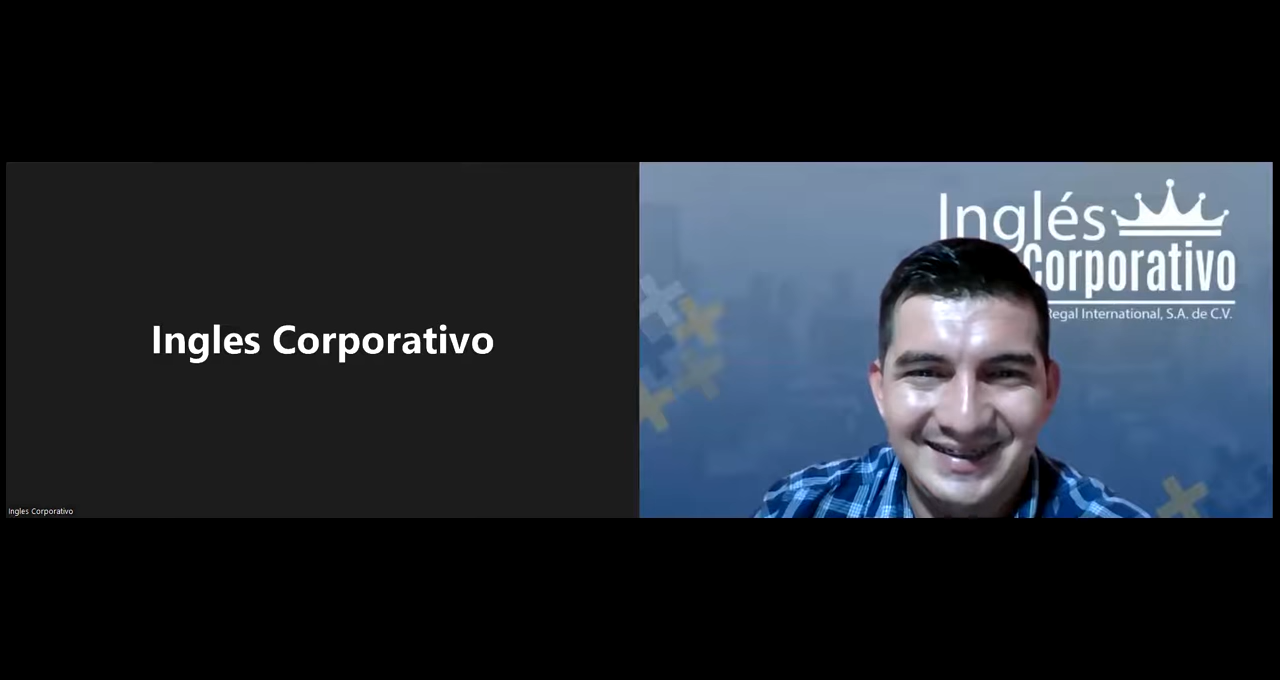 Ingles Corporativo
Ingles Corporativo
Inglés
Corporativo
Regal International, S.A. de C.V.